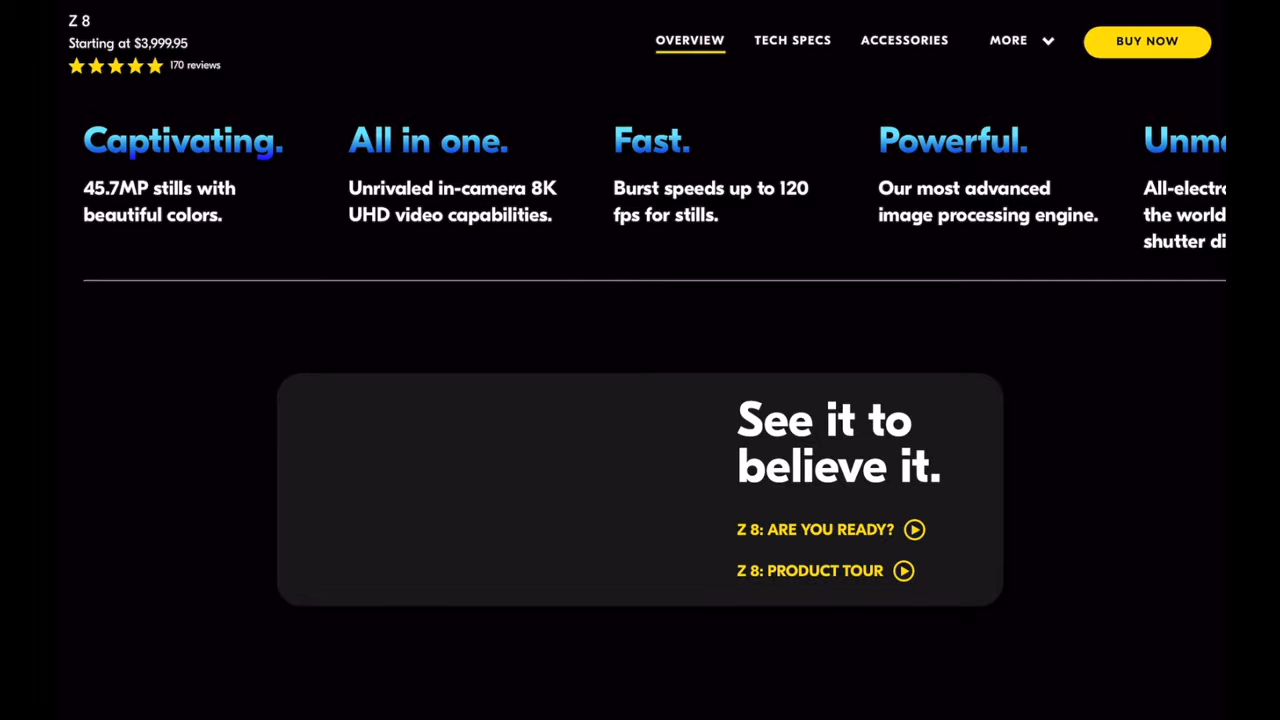 Z 8
Starting at $3,999.95
170 reviews
OVERVIEW TECH SPECS ACCESSORIES MORE BUY NOW
Captivating.
45.7MP stills with
beautiful colors.
All in one.
Unrivaled in-camera 8K
UHD video capabilities.
Fast.
Burst speeds up to 120
fps for stills.
Powerful.
Our most advanced
image processing engine.
the world
See it to
believe it.
Z 8: ARE YOU READY?
Z 8: PRODUCT TOUR